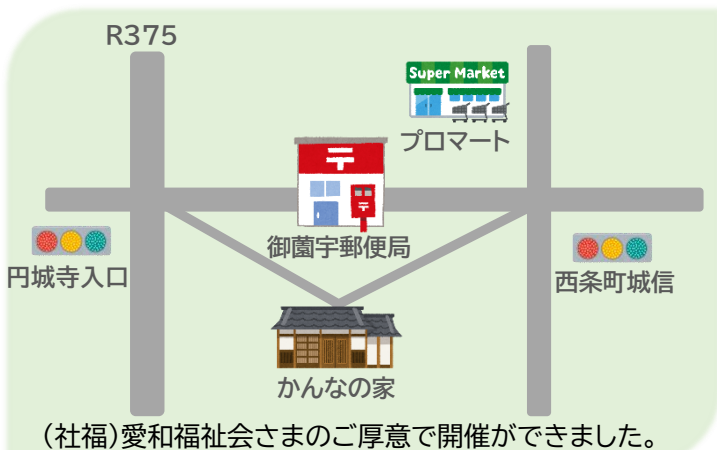 R375
Super Market
プロマート
御薗宇郵便局
円城寺入口
西条町城信
かんなの家
（社福）愛和福祉会さまのご厚意で開催ができました。